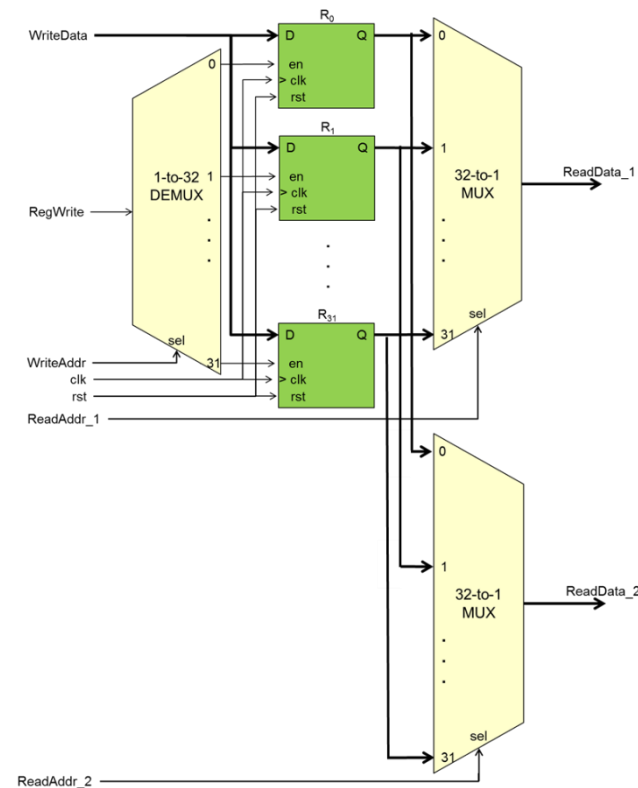 R0
WriteData
D Q
0
0
en
> clk
rst
R1
D Q
1
1-to-32
DEMUX
1
en
> clk
rst
32-to-1
MUX
ReadData_1
RegWrite
.
.
.
.
.
.
.
.
.
R31
sel
sel
D Q
31
WriteAddr
31
en
clk
> clk
rst
rst
ReadAddr_1
0
1
32-to-1
MUX
ReadData_2
.
.
.
sel
31
ReadAddr_2